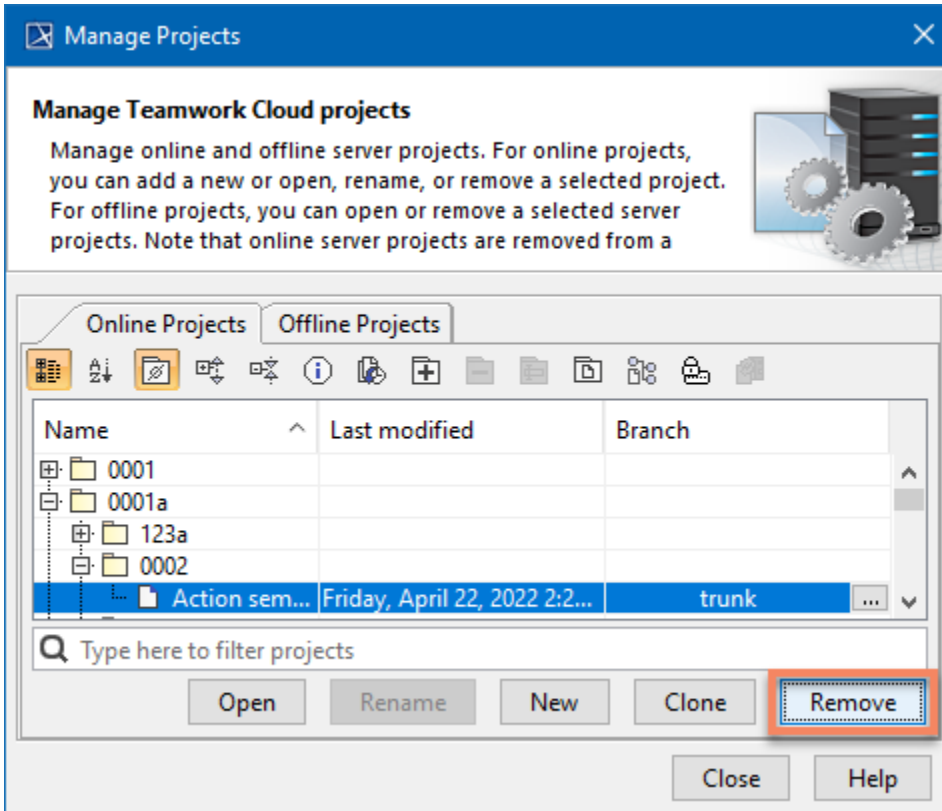 Manage Projects
Manage Teamwork Cloud projects
Manage online and offline server projects. For online projects,
you can add a new or open, rename, or remove a selected project.
For offline projects, you can open or remove a selected server
projects. Note that online server projects are removed from a
Online Projects Offline Projects
Name Last modified Branch
0001
0001a
123a
0002
Action sem... Friday, April 22, 2022 2:2... trunk ...
Type here to filter projects
Open Rename New Clone Remove
Close Help